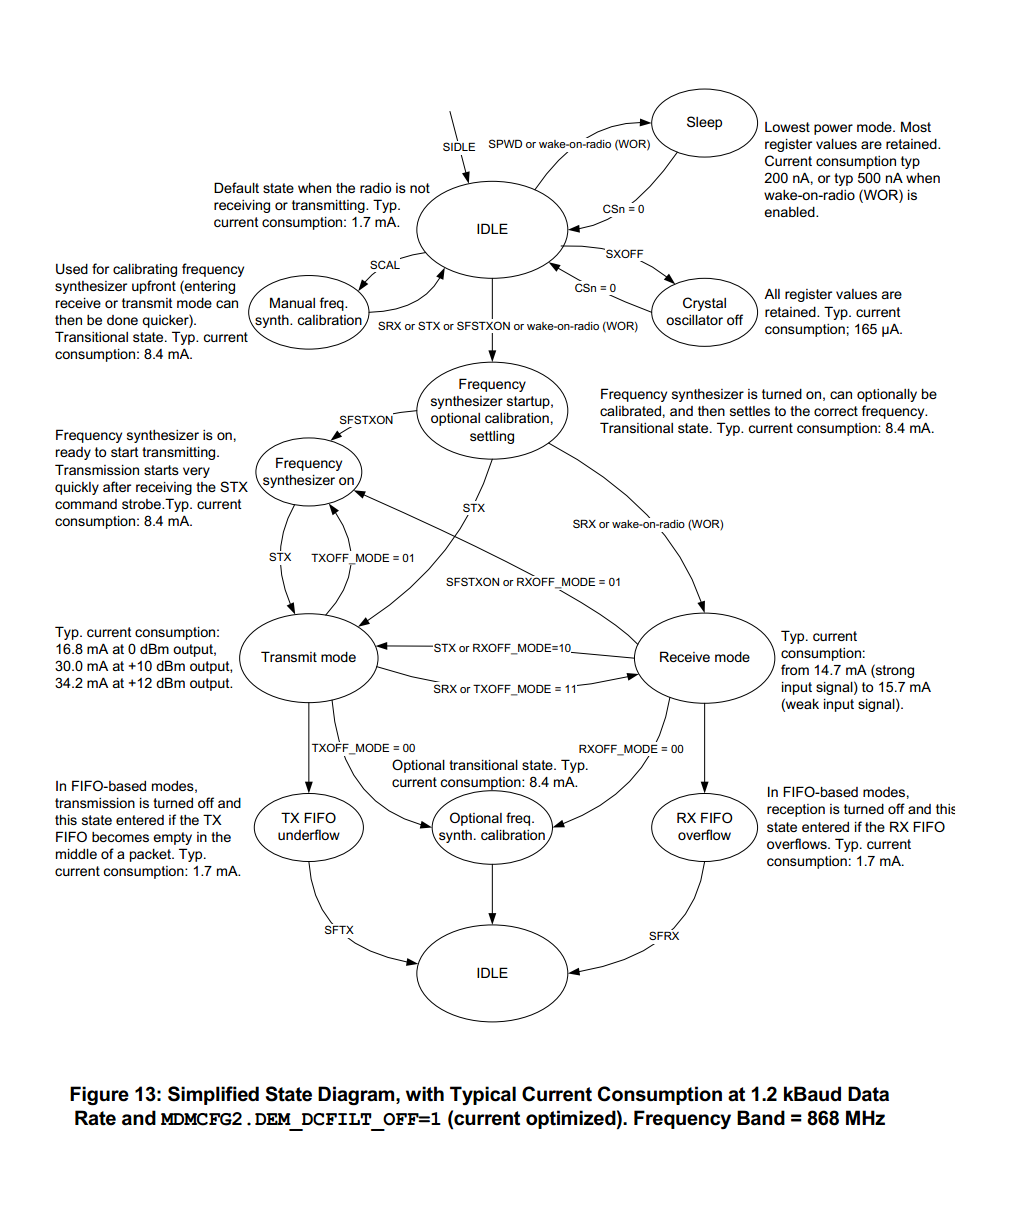 Sleep
Lowest power mode. Most
register values are retained.
Current consumption typ
200 nA, or typ 500 nA when
wake-on-radio (WOR) is
enabled.
SIDLE
SPWD or wake-on-radio (WOR)
Default state when the radio is not
receiving or transmitting. Typ.
current consumption: 1.7 mA.
IDLE
CSn = 0
SXOFF
SCAL
CSn = 0
Used for calibrating frequency
synthesizer upfront (entering
receive or transmit mode can
then be done quicker).
Transitional state. Typ. current
consumption: 8.4 mA.
Manual freq.
synth. calibration
Crystal
oscillator off
All register values are
retained. Typ. current
consumption; 165 µA.
SRX or STX or SFSTXON or wake-on-radio (WOR)
Frequency
synthesizer startup,
optional calibration,
settling
Frequency synthesizer is turned on, can optionally be
calibrated, and then settles to the correct frequency.
Transitional state. Typ. current consumption: 8.4 mA.
SFSTXON
Frequency synthesizer is on,
ready to start transmitting.
Transmission starts very
quickly after receiving the STX
command strobe.Typ. current
consumption: 8.4 mA.
Frequency
synthesizer on
STX
SRX or wake-on-radio (WOR)
STX
TXOFF_MODE = 01
SFSTXON or RXOFF_MODE = 01
Typ. current consumption:
16.8 mA at 0 dBm output,
30.0 mA at +10 dBm output,
34.2 mA at +12 dBm output.
Transmit mode
STX or RXOFF_MODE=10
SRX or TXOFF_MODE = 11
Receive mode
Typ. current
consumption:
from 14.7 mA (strong
input signal) to 15.7 mA
(weak input signal).
TXOFF_MODE = 00
RXOFF_MODE = 00
Optional transitional state. Typ.
current consumption: 8.4 mA.
In FIFO-based modes,
transmission is turned off and
this state entered if the TX
FIFO becomes empty in the
middle of a packet. Typ.
current consumption: 1.7 mA.
TX FIFO
underflow
Optional freq.
synth. calibration
RX FIFO
overflow
In FIFO-based modes,
reception is turned off and this
state entered if the RX FIFO
overflows. Typ. current
consumption: 1.7 mA.
SFTX
SFRX
IDLE
Figure 13: Simplified State Diagram, with Typical Current Consumption at 1.2 kBaud Data
Rate and MDMCFG2.DEM_DCFILT_OFF=1 (current optimized). Frequency Band = 868 MHz